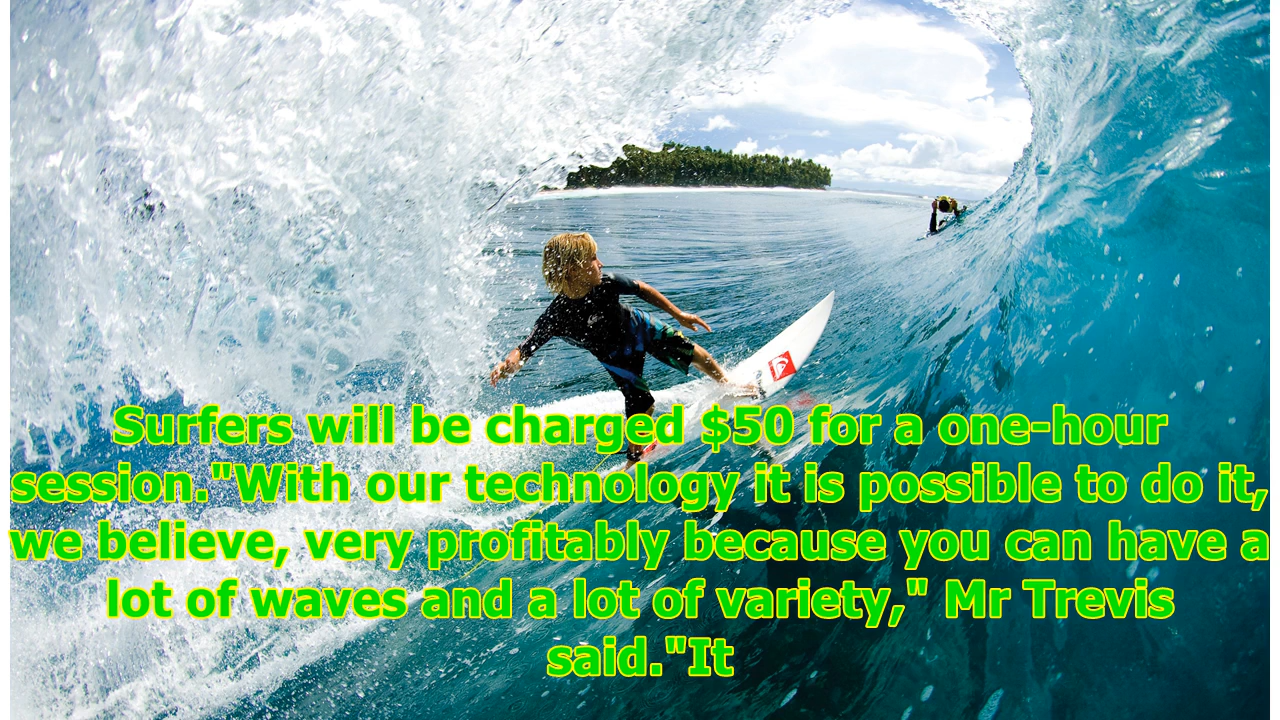 Surfers will be charged $50 for a one-hour
session."With our technology it is possible to do it,
we believe, very profitably because you can have a
lot of waves and a lot of variety," Mr Trevis
said."It